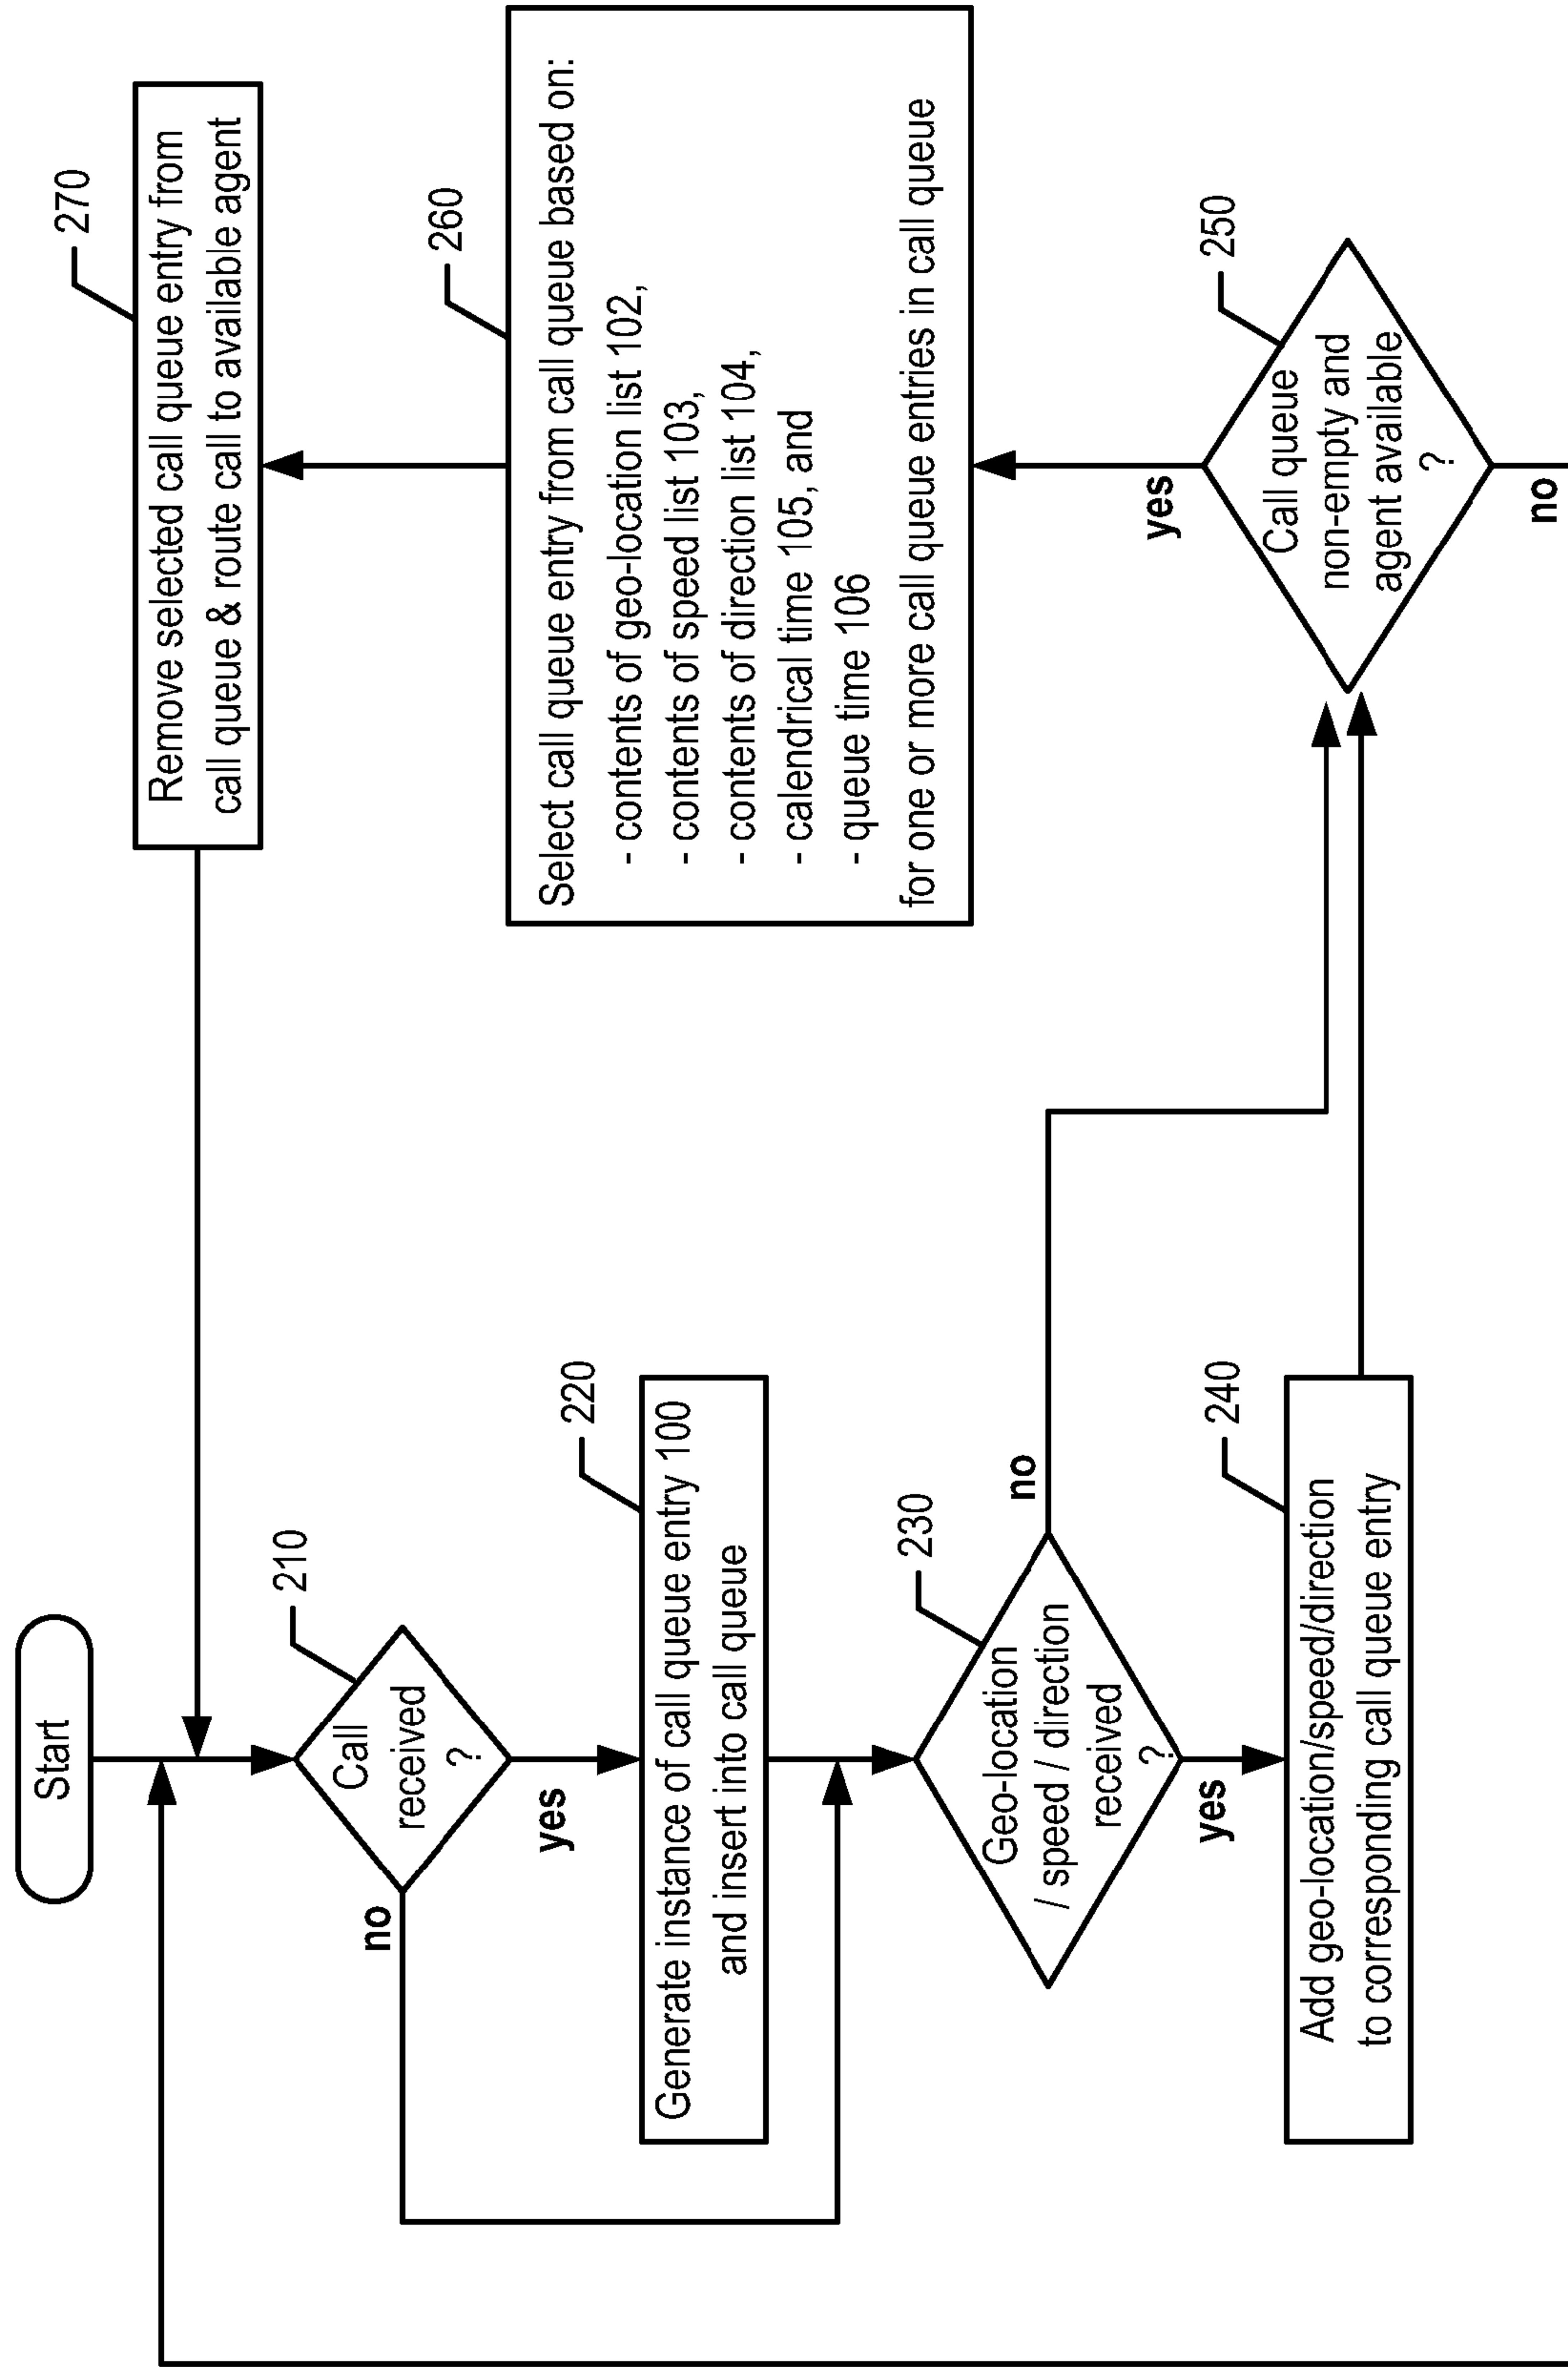 Start
210
Call
received
?
no
yes
220
Generate instance of call queue entry 100
and insert into call queue
230
Geo-location
/ speed / direction
received
?
no
yes
240
Add geo-location/speed/direction
to corresponding call queue entry
250
Call queue
non-empty and
agent available
?
yes
no
260
Select call queue entry from call queue based on:
- contents of geo-location list 102,
- contents of speed list 103,
- contents of direction list 104,
- calendrical time 105, and
- queue time 106
for one or more call queue entries in call queue
270
Remove selected call queue entry from
call queue & route call to available agent